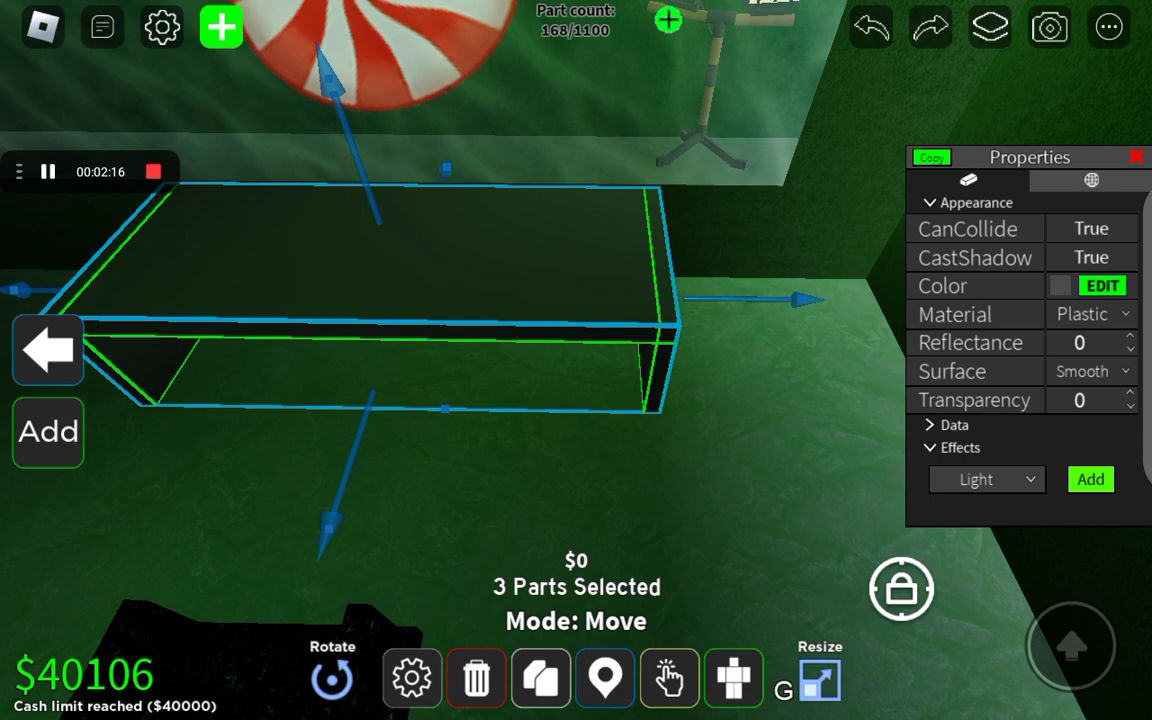 Part count:
168/1100
00:02:16
Copy
Properties
Appearance
CanCollide
True
CastShadow
True
Color
EDIT
Material
Plastic
Reflectance
0
Surface
Smooth
Transparency
0
Data
Effects
Light
Add
Add
$0
3 Parts Selected
Mode: Move
Rotate
Resize
G
$40106
Cash limit reached ($40000)